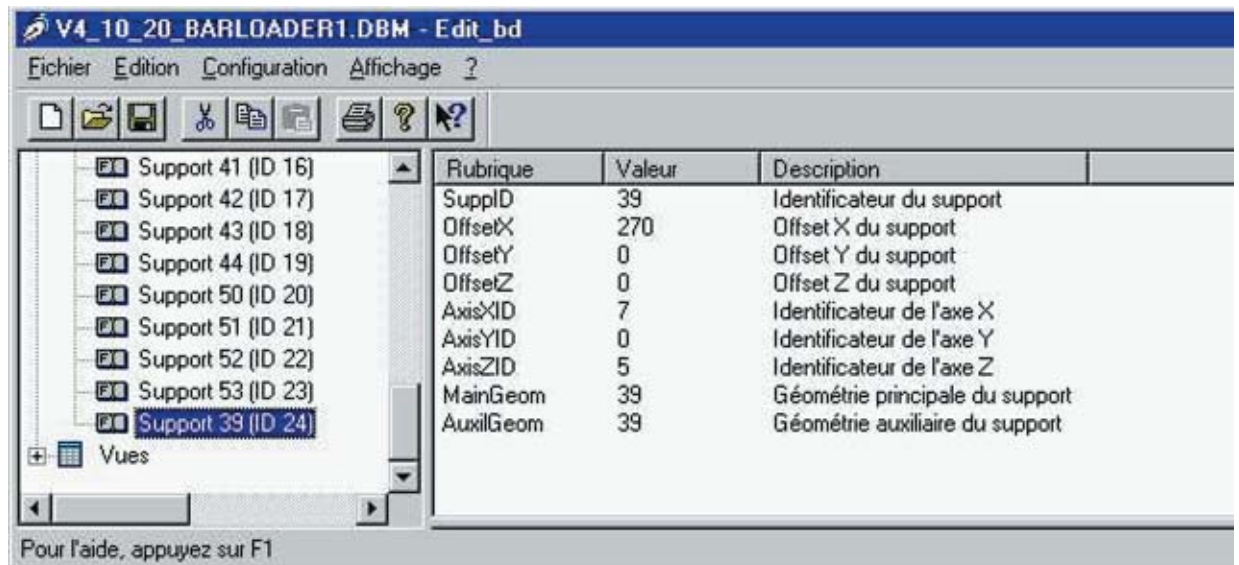 V4_10_20_BARLOADER1.DBM - Edit_bd
Fichier Edition Configuration Affichage ?
Support 41 (ID 16)
Support 42 (ID 17)
Support 43 (ID 18)
Support 44 (ID 19)
Support 50 (ID 20)
Support 51 (ID 21)
Support 52 (ID 22)
Support 53 (ID 23)
Support 39 (ID 24)
Vues
Rubrique Valeur Description
SuppID 39 Identificateur du support
OffsetX 270 Offset X du support
OffsetY 0 Offset Y du support
OffsetZ 0 Offset Z du support
AxisXID 7 Identificateur de l'axe X
AxisYID 0 Identificateur de l'axe Y
AxisZID 5 Identificateur de l'axe Z
MainGeom 39 Géométrie principale du support
AuxilGeom 39 Géométrie auxiliaire du support
Pour l'aide, appuyez sur F1